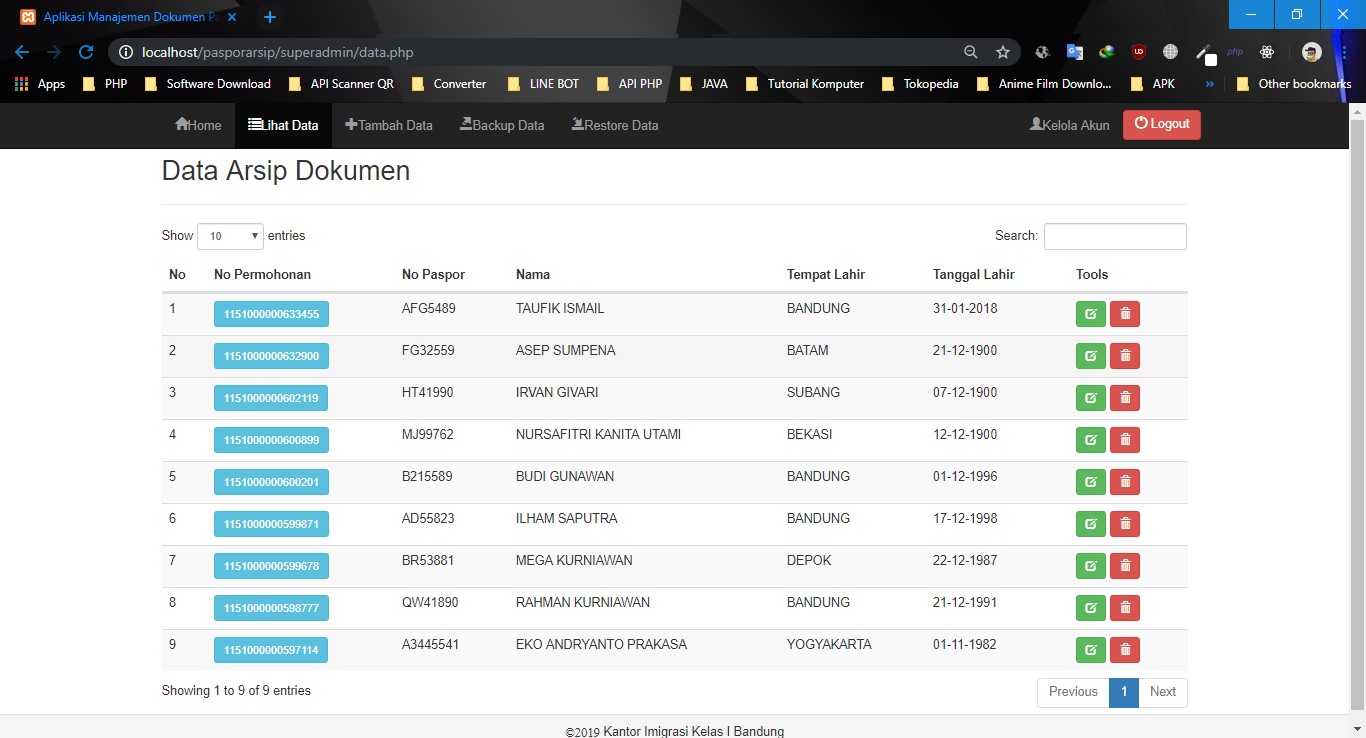 Aplikasi Manajemen Dokumen Pa
localhost/pasporarsip/superadmin/data.php
Apps PHP Software Download API Scanner QR Converter LINE BOT API PHP JAVA Tutorial Komputer Tokopedia Anime Film Downlo... APK » Other bookmarks
Home Lihat Data Tambah Data Backup Data Restore Data Kelola Akun Logout
Data Arsip Dokumen
Show 10 entries Search:
No No Permohonan No Paspor Nama Tempat Lahir Tanggal Lahir Tools
1 1151000000633455 AFG5489 TAUFIK ISMAIL BANDUNG 31-01-2018
2 1151000000632900 FG32559 ASEP SUMPENA BATAM 21-12-1900
3 1151000000602119 HT41990 IRVAN GIVARI SUBANG 07-12-1900
4 1151000000600899 MJ99762 NURSAFITRI KANITA UTAMI BEKASI 12-12-1900
5 1151000000600201 B215589 BUDI GUNAWAN BANDUNG 01-12-1996
6 1151000000599871 AD55823 ILHAM SAPUTRA BANDUNG 17-12-1998
7 1151000000599678 BR53881 MEGA KURNIAWAN DEPOK 22-12-1987
8 1151000000598777 QW41890 RAHMAN KURNIAWAN BANDUNG 21-12-1991
9 1151000000597114 A3445541 EKO ANDRYANTO PRAKASA YOGYAKARTA 01-11-1982
Showing 1 to 9 of 9 entries Previous 1 Next
©2019 Kantor Imigrasi Kelas I Bandung